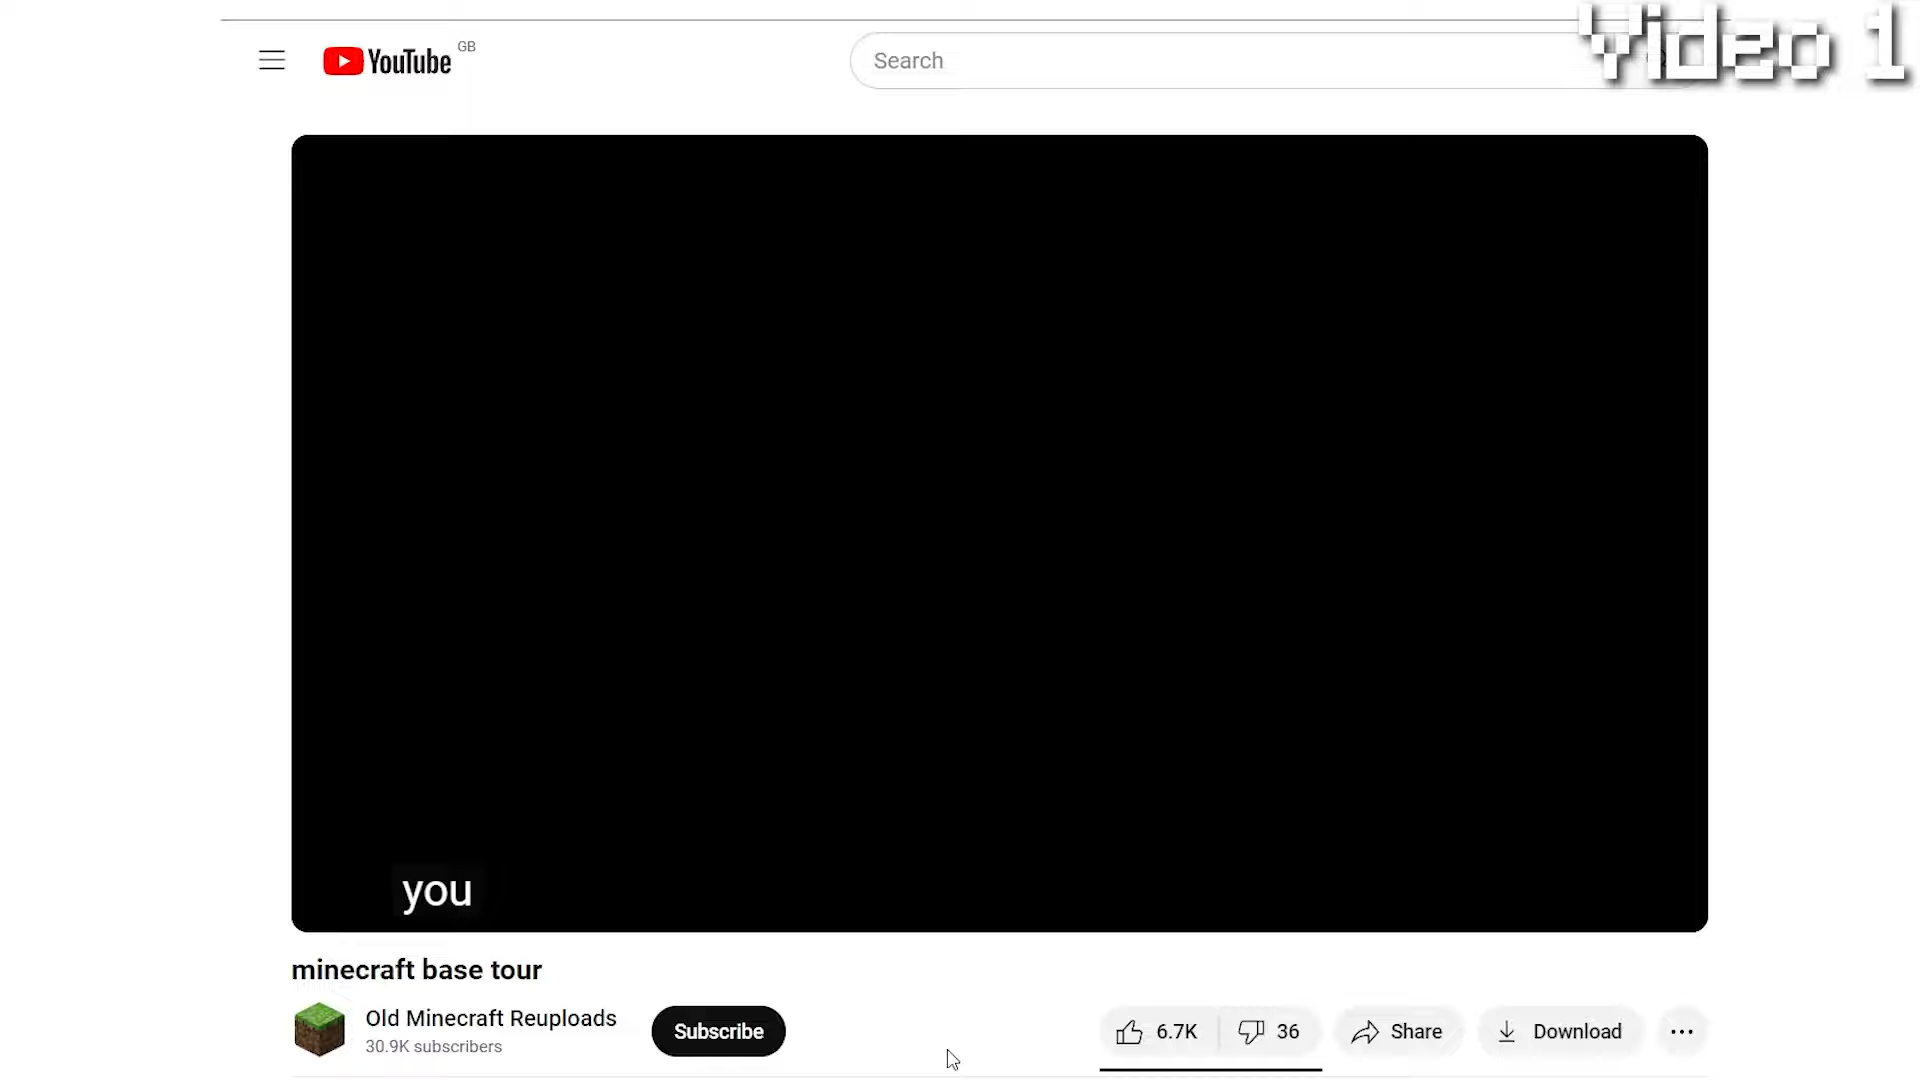 Video 1
YouTube GB
Search
you
minecraft base tour
Old Minecraft Reuploads
30.9K subscribers
Subscribe
6.7K
36
Share
Download